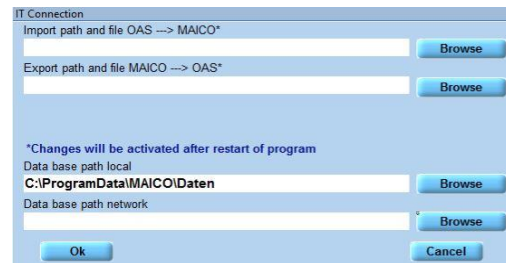 IT Connection
Import path and file OAS ---> MAICO*
Browse
Export path and file MAICO ---> OAS*
Browse
*Changes will be activated after restart of program
Data base path local
C:\ProgramData\MAICO\Daten
Browse
Data base path network
Browse
Ok
Cancel